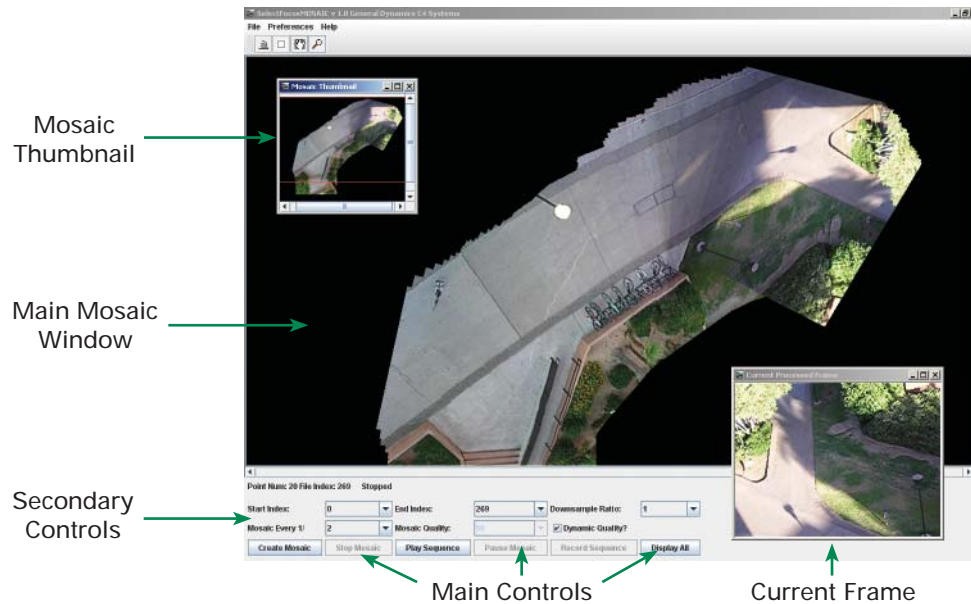 SelectFocusMOSAIC v 1.0 General Dynamics C4 Systems
File Preferences Help
Mosaic Thumbnail
Mosaic
Thumbnail
Main Mosaic
Window
Current Processed Frame
Point Num: 20 File Index: 269 Stopped
Secondary
Controls
Start Index: 0 End Index: 269 Downsample Ratio: 1
Mosaic Every 1/ 2 Mosaic Quality: Dynamic Quality?
Create Mosaic Stop Mosaic Play Sequence Pause Mosaic Record Sequence Display All
Main Controls
Current Frame